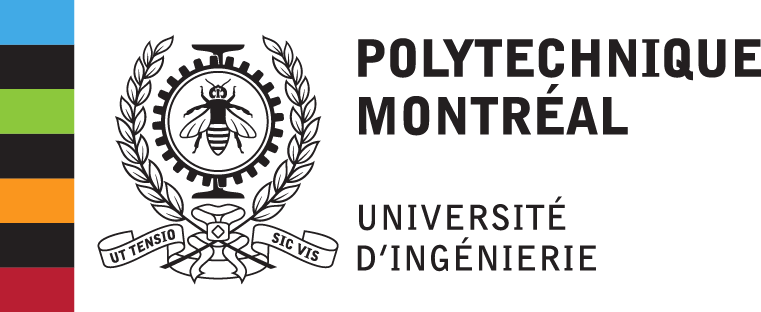 POLYTECHNIQUE
MONTRÉAL
UNIVERSITÉ
D'INGÉNIERIE
UT TENSIO
SIC VIS